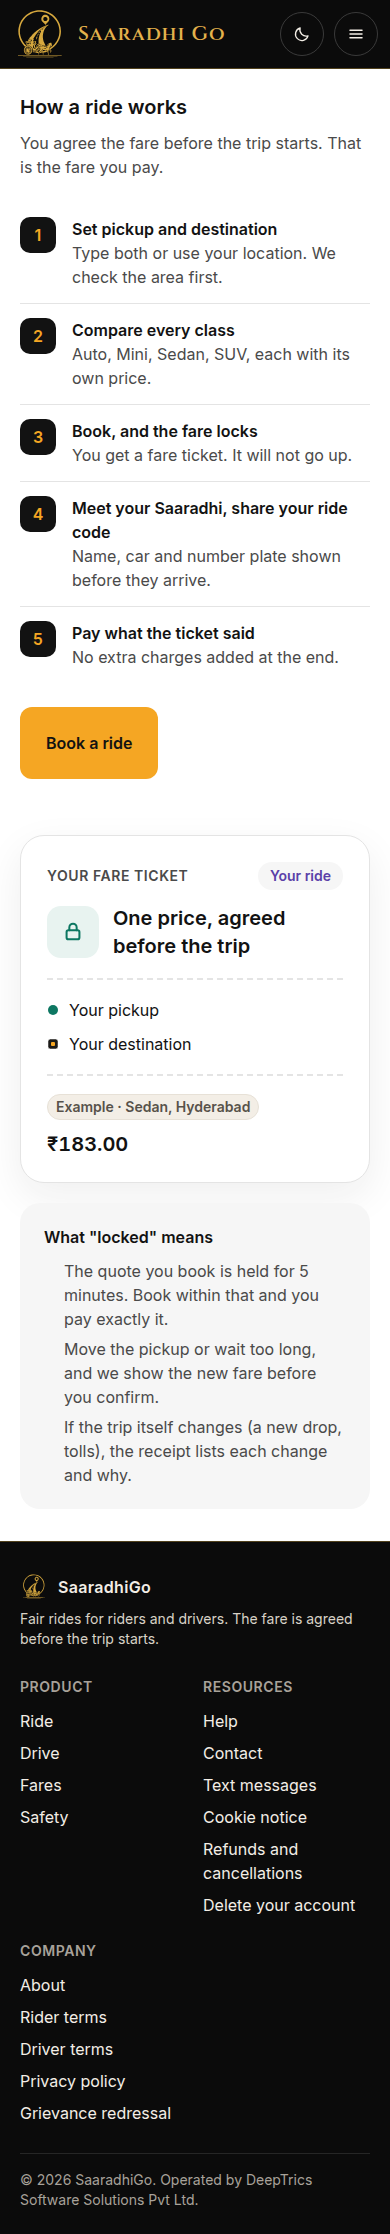 Saaradhi Go
How a ride works
You agree the fare before the trip starts. That
is the fare you pay.
1
Set pickup and destination
Type both or use your location. We
check the area first.
2
Compare every class
Auto, Mini, Sedan, SUV, each with its
own price.
3
Book, and the fare locks
You get a fare ticket. It will not go up.
4
Meet your Saaradhi, share your ride
code
Name, car and number plate shown
before they arrive.
5
Pay what the ticket said
No extra charges added at the end.
Book a ride
YOUR FARE TICKET
Your ride
One price, agreed
before the trip
Your pickup
Your destination
Example · Sedan, Hyderabad
₹183.00
What "locked" means
The quote you book is held for 5
minutes. Book within that and you
pay exactly it.
Move the pickup or wait too long,
and we show the new fare before
you confirm.
If the trip itself changes (a new drop,
tolls), the receipt lists each change
and why.
SaaradhiGo
Fair rides for riders and drivers. The fare is agreed
before the trip starts.
PRODUCT
Ride
Drive
Fares
Safety
RESOURCES
Help
Contact
Text messages
Cookie notice
Refunds and
cancellations
Delete your account
COMPANY
About
Rider terms
Driver terms
Privacy policy
Grievance redressal
© 2026 SaaradhiGo. Operated by DeepTrics
Software Solutions Pvt Ltd.